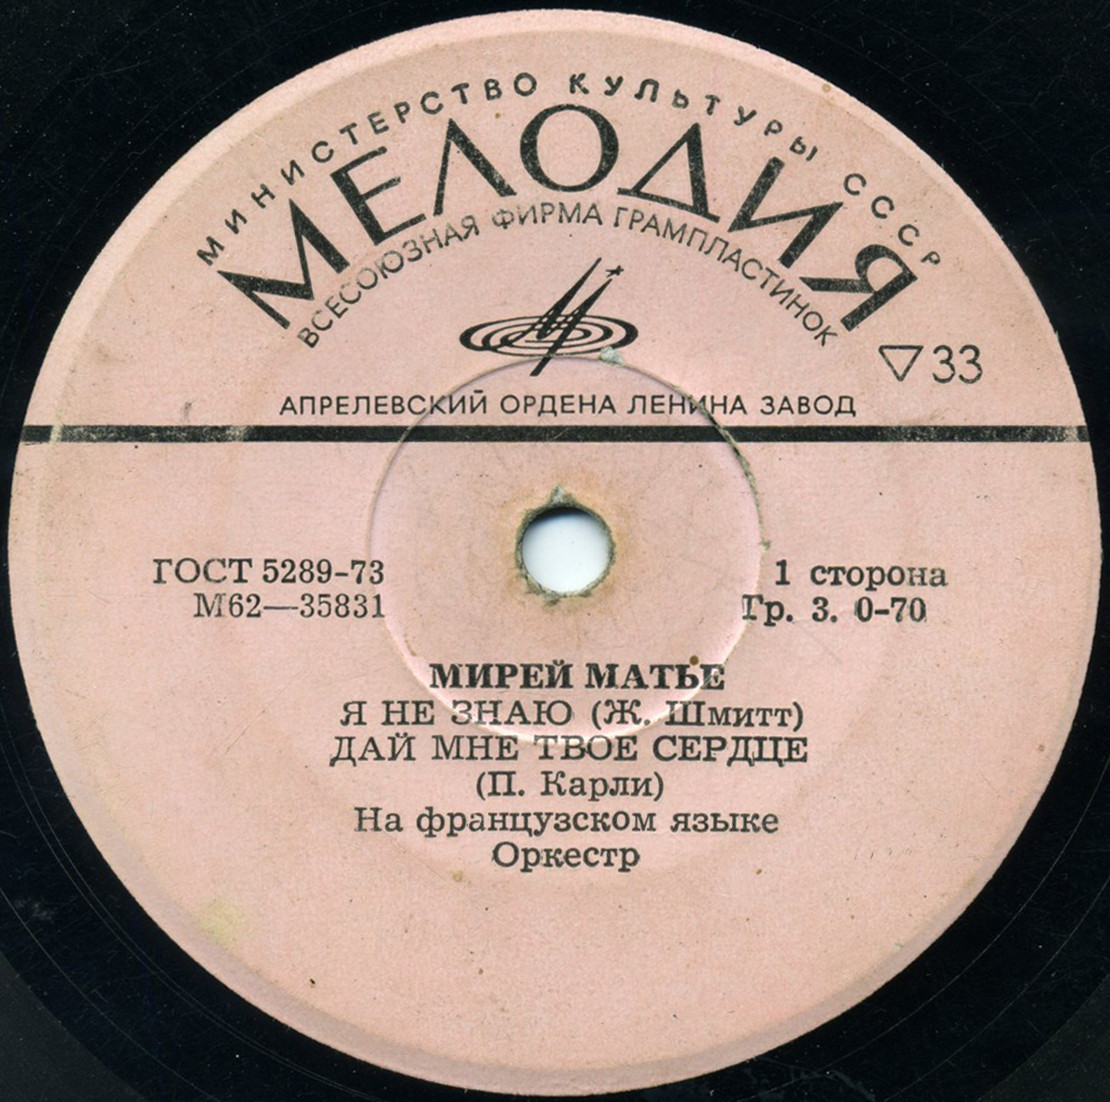 МИНИСТЕРСТВО КУЛЬТУРЫ СССР
МЕЛОДИЯ
ВСЕСОЮЗНАЯ ФИРМА ГРАМПЛАСТИНОК
33
АПРЕЛЕВСКИЙ ОРДЕНА ЛЕНИНА ЗАВОД
ГОСТ 5289-73
М62—35831
1 сторона
Гр. 3. 0-70
МИРЕЙ МАТЬЕ
Я НЕ ЗНАЮ (Ж. Шмитт)
ДАЙ МНЕ ТВОЕ СЕРДЦЕ
(П. Карли)
На французском языке
Оркестр